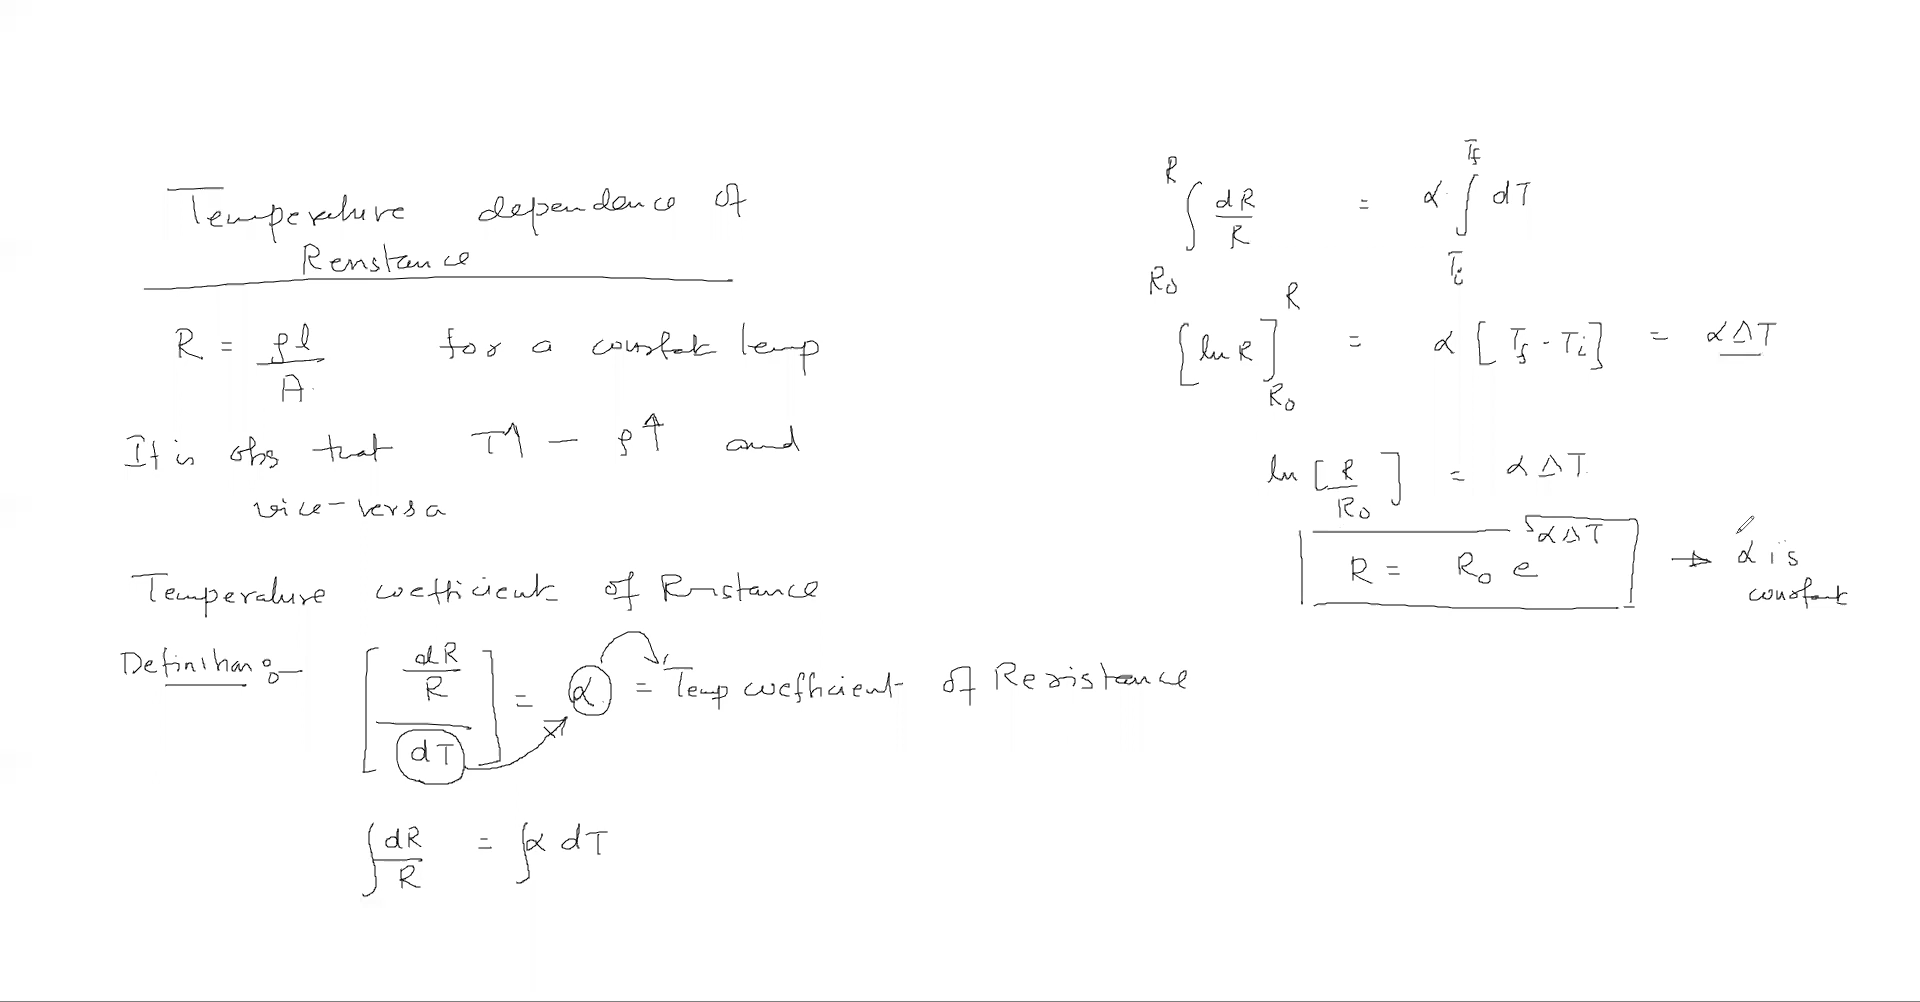 Temperature dependence of
Resistance
R = ρl/A for a constat temp
It is obs that T↑ – ρ↑ and
vice-versa
Temperature coefficient of Resistance
Definition :-
[(dR/R)/dT] = α = Temp coefficient of Resistance
∫ dR/R = ∫ α dT
∫_{R₀}^{R} dR/R = α ∫_{Ti}^{Tf} dT
[ln R]_{R₀}^{R} = α [Tf - Ti] = αΔT
ln [R/R₀] = αΔT
R = R₀ e^{αΔT} → α is
constant